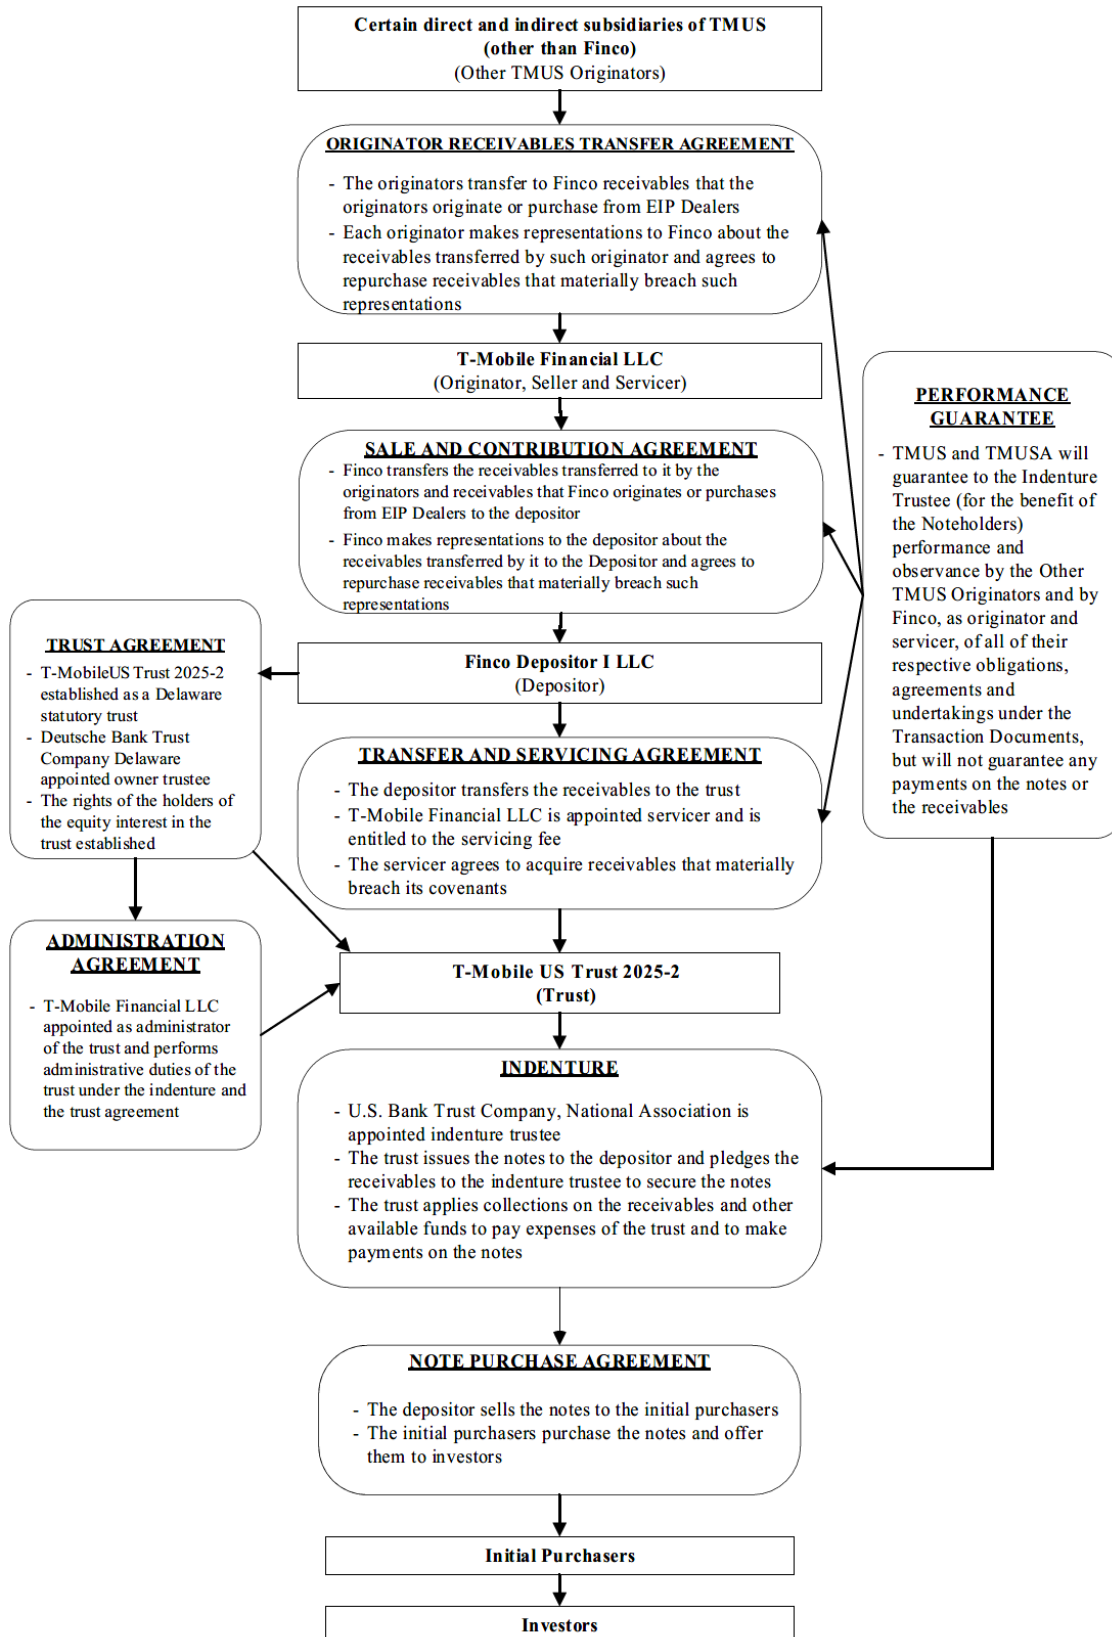 Certain direct and indirect subsidiaries of TMUS
(other than Finco)
(Other TMUS Originators)
ORIGINATOR RECEIVABLES TRANSFER AGREEMENT
- The originators transfer to Finco receivables that the
originators originate or purchase from EIP Dealers
- Each originator makes representations to Finco about the
receivables transferred by such originator and agrees to
repurchase receivables that materially breach such
representations
T-Mobile Financial LLC
(Originator, Seller and Servicer)
SALE AND CONTRIBUTION AGREEMENT
- Finco transfers the receivables transferred to it by the
originators and receivables that Finco originates or purchases
from EIP Dealers to the depositor
- Finco makes representations to the depositor about the
receivables transferred by it to the Depositor and agrees to
repurchase receivables that materially breach such
representations
PERFORMANCE
GUARANTEE
- TMUS and TMUSA will
guarantee to the Indenture
Trustee (for the benefit of
the Noteholders)
performance and
observance by the Other
TMUS Originators and by
Finco, as originator and
servicer, of all of their
respective obligations,
agreements and
undertakings under the
Transaction Documents,
but will not guarantee any
payments on the notes or
the receivables
Finco Depositor I LLC
(Depositor)
TRUST AGREEMENT
- T-MobileUS Trust 2025-2
established as a Delaware
statutory trust
- Deutsche Bank Trust
Company Delaware
appointed owner trustee
- The rights of the holders of
the equity interest in the
trust established
TRANSFER AND SERVICING AGREEMENT
- The depositor transfers the receivables to the trust
- T-Mobile Financial LLC is appointed servicer and is
entitled to the servicing fee
- The servicer agrees to acquire receivables that materially
breach its covenants
ADMINISTRATION
AGREEMENT
- T-Mobile Financial LLC
appointed as administrator
of the trust and performs
administrative duties of the
trust under the indenture and
the trust agreement
T-Mobile US Trust 2025-2
(Trust)
INDENTURE
- U.S. Bank Trust Company, National Association is
appointed indenture trustee
- The trust issues the notes to the depositor and pledges the
receivables to the indenture trustee to secure the notes
- The trust applies collections on the receivables and other
available funds to pay expenses of the trust and to make
payments on the notes
NOTE PURCHASE AGREEMENT
- The depositor sells the notes to the initial purchasers
- The initial purchasers purchase the notes and offer
them to investors
Initial Purchasers
Investors